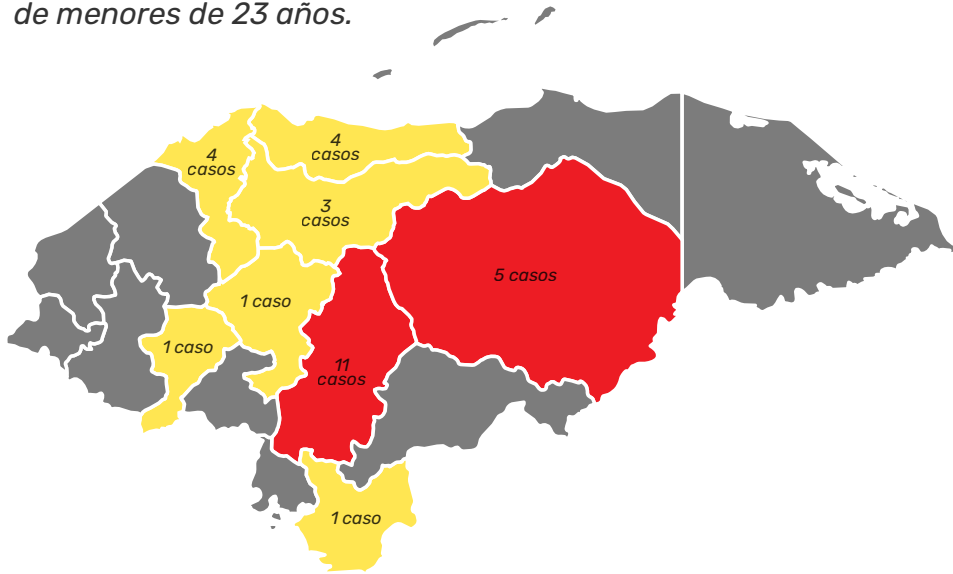 de menores de 23 años.
4
casos
4
casos
3
casos
5 casos
1 caso
1 caso
11
casos
1 caso